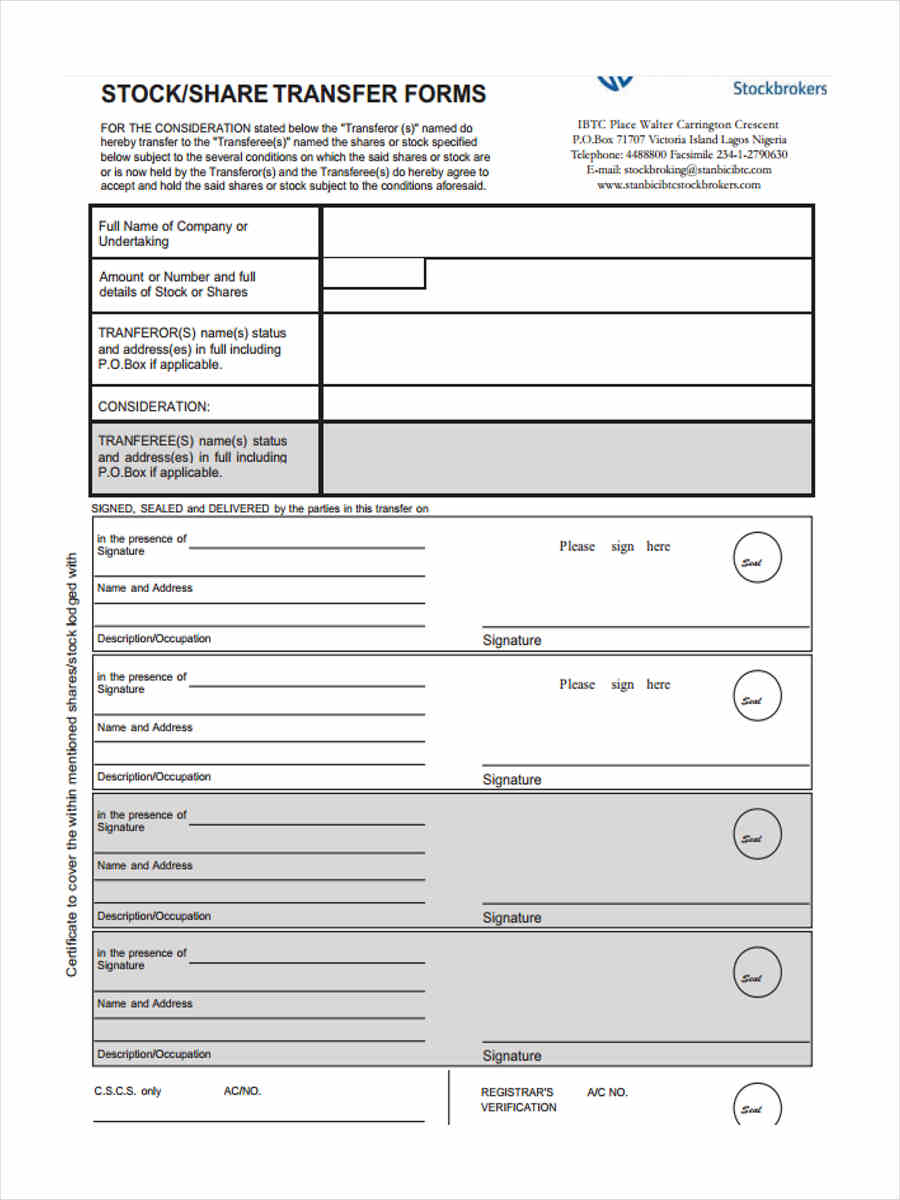 STOCK/SHARE TRANSFER FORMS
Stockbrokers
FOR THE CONSIDERATION stated below the "Transferor (s)" named do
hereby transfer to the "Transferee(s)" named the shares or stock specified
below subject to the several conditions on which the said shares or stock are
or is now held by the Transferor(s) and the Transferee(s) do hereby agree to
accept and hold the said shares or stock subject to the conditions aforesaid.
IBTC Place Walter Carrington Crescent
P.O.Box 71707 Victoria Island Lagos Nigeria
Telephone: 4488800 Facsimile 234-1-2790630
E-mail: stockbroking@stanbicibtc.com
www.stanbicibtcstockbrokers.com
Full Name of Company or
Undertaking
Amount or Number and full
details of Stock or Shares
TRANFEROR(S) name(s) status
and address(es) in full including
P.O.Box if applicable.
CONSIDERATION:
TRANFEREE(S) name(s) status
and address(es) in full including
P.O.Box if applicable.
SIGNED, SEALED and DELIVERED by the parties in this transfer on
Certificate to cover the within mentioned shares/stock lodged with
in the presence of
Signature
Please sign here
Seal
Name and Address
Description/Occupation
Signature
in the presence of
Signature
Please sign here
Seal
Name and Address
Description/Occupation
Signature
in the presence of
Signature
Seal
Name and Address
Description/Occupation
Signature
in the presence of
Signature
Seal
Name and Address
Description/Occupation
Signature
C.S.C.S. only AC/NO.
REGISTRAR'S A/C NO.
VERIFICATION
Seal